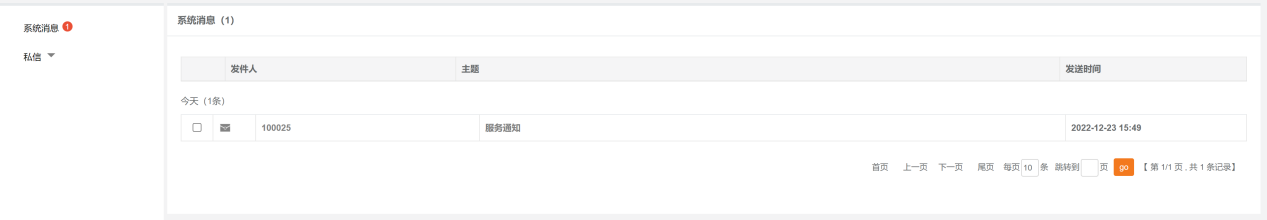 系统消息 1
私信
系统消息（1）
发件人 主题 发送时间
今天（1条）
100025 服务通知 2022-12-23 15:49
首页 上一页 下一页 尾页 每页 10 条 跳转到 页 go 【 第 1/1 页 , 共 1 条记录】